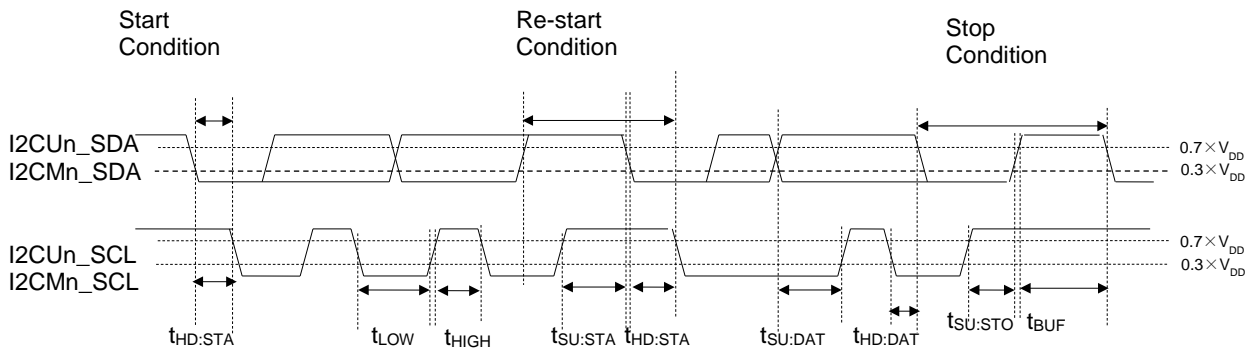 Start
Condition
Re-start
Condition
Stop
Condition
I2CUn_SDA
I2CMn_SDA
0.7×VDD
0.3×VDD
I2CUn_SCL
I2CMn_SCL
0.7×VDD
0.3×VDD
tHD:STA
tLOW
tHIGH
tSU:STA
tHD:STA
tSU:DAT
tHD:DAT
tSU:STO
tBUF